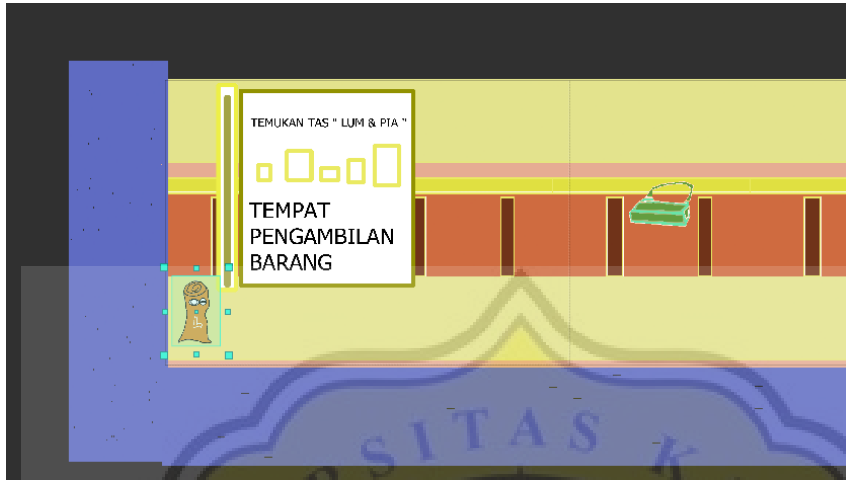 TEMUKAN TAS " LUM & PIA "
TEMPAT
PENGAMBILAN
BARANG
SITAS K